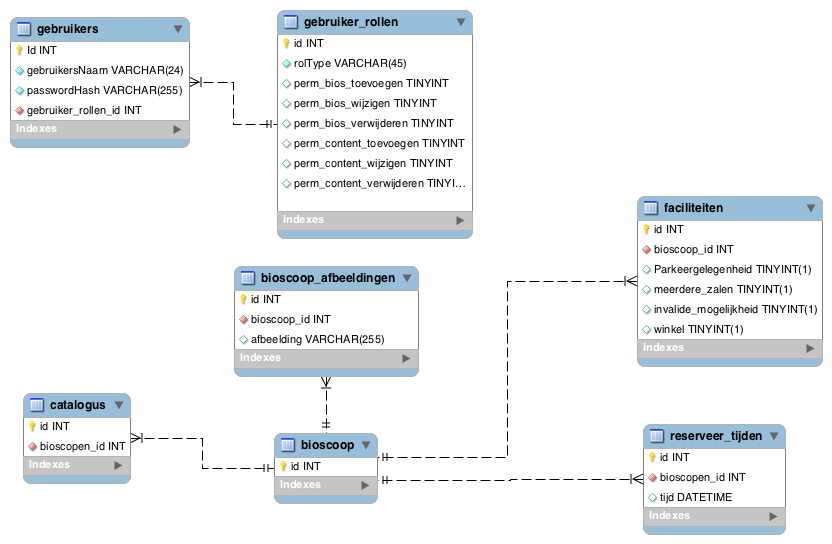 gebruikers
Id INT
gebruikersNaam VARCHAR(24)
passwordHash VARCHAR(255)
gebruiker_rollen_id INT
Indexes
gebruiker_rollen
id INT
rolType VARCHAR(45)
perm_bios_toevoegen TINYINT
perm_bios_wijzigen TINYINT
perm_bios_verwijderen TINYINT
perm_content_toevoegen TINYINT
perm_content_wijzigen TINYINT
perm_content_verwijderen TINYI...
Indexes
faciliteiten
id INT
bioscoop_id INT
Parkeergelegenheid TINYINT(1)
meerdere_zalen TINYINT(1)
invalide_mogelijkheid TINYINT(1)
winkel TINYINT(1)
Indexes
bioscoop_afbeeldingen
id INT
bioscoop_id INT
afbeelding VARCHAR(255)
Indexes
catalogus
id INT
bioscopen_id INT
Indexes
bioscoop
id INT
Indexes
reserveer_tijden
id INT
bioscopen_id INT
tijd DATETIME
Indexes